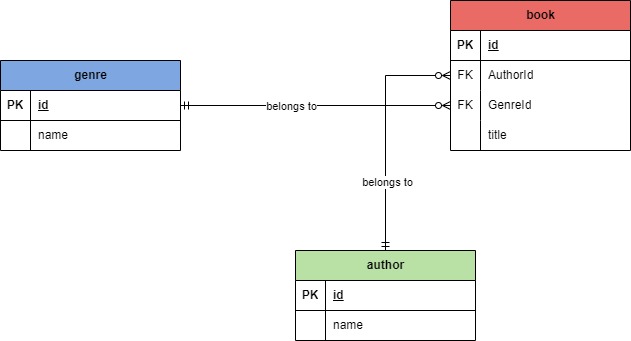 book
PK id
FK AuthorId
FK GenreId
title
genre
PK id
name
belongs to
belongs to
author
PK id
name